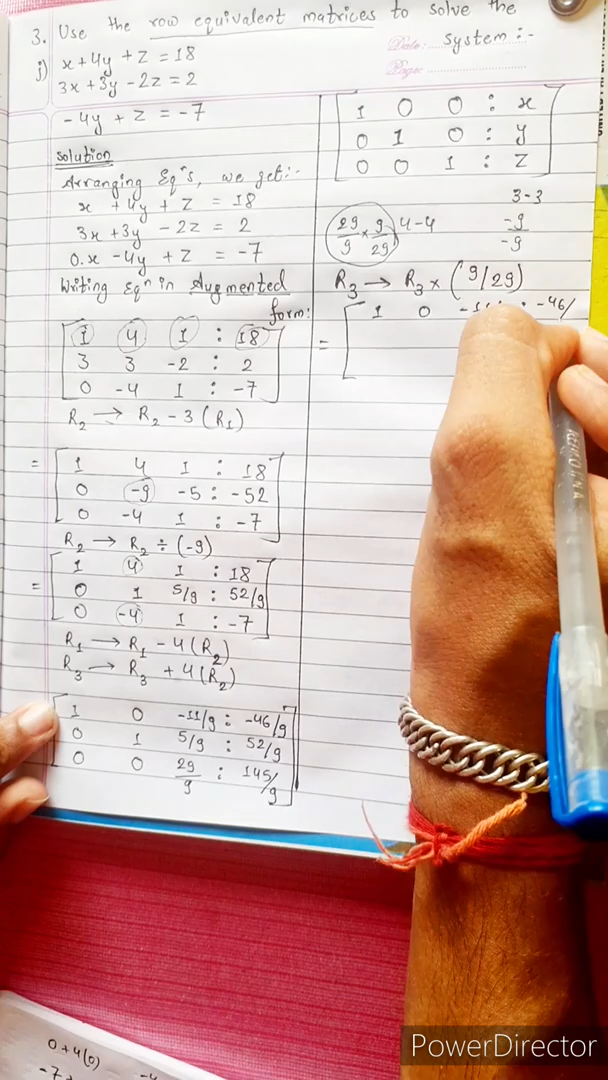 3. Use the row equivalent matrices to solve the
system :-
Date:
Page:
j) x + 4y + z = 18
3x + 3y - 2z = 2
- 4y + z = -7
Solution
Arranging Eqⁿs, we get:-
x + 4y + z = 18
3x + 3y - 2z = 2
0.x - 4y + z = -7
Writing Eqⁿ in Augmented
form:
1 4 1 : 18
3 3 -2 : 2
0 -4 1 : -7
R₂ → R₂ - 3 (R₁)
= 1 4 1 : 18
0 -9 -5 : -52
0 -4 1 : -7
R₂ → R₂ ÷ (-9)
= 1 4 1 : 18
0 1 5/9 : 52/9
0 -4 1 : -7
R₁ → R₁ - 4 (R₂)
R₃ → R₃ + 4 (R₂)
1 0 -11/9 : -46/9
0 1 5/9 : 52/9
0 0 29/9 : 145/9
1 0 0 : x
0 1 0 : y
0 0 1 : z
3-3
29/9 × 9/29 4-4 -9/-9
R₃ → R₃ × (9/29)
= 1 0 : -46/
0+4(0)
PowerDirector